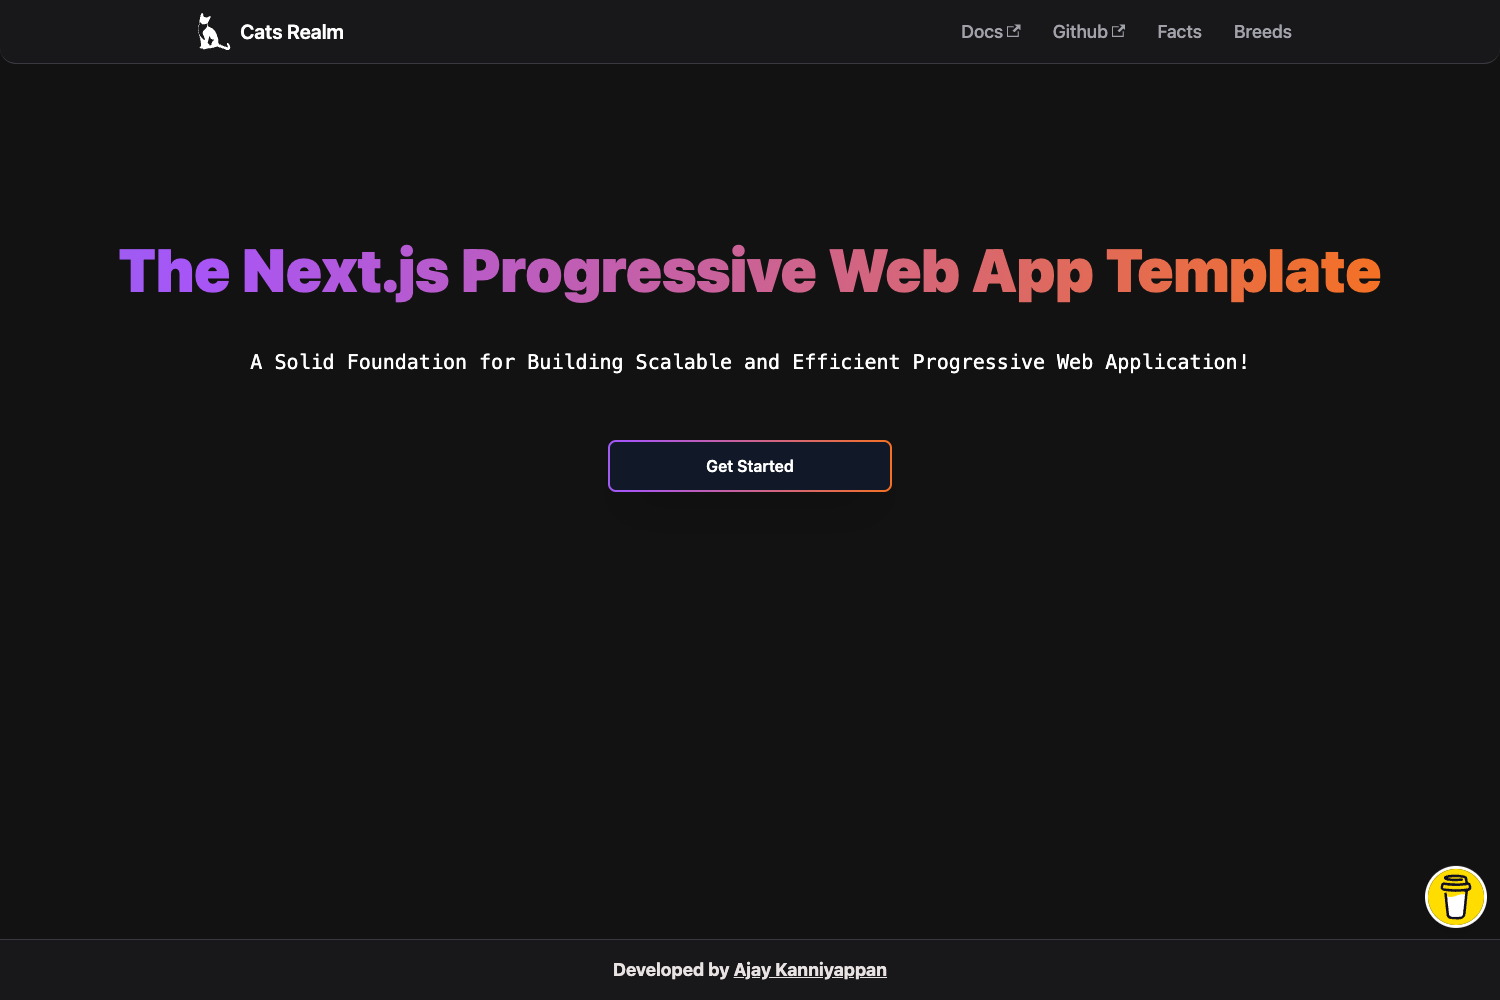 Cats Realm
Docs
Github
Facts
Breeds
The Next.js Progressive Web App Template
A Solid Foundation for Building Scalable and Efficient Progressive Web Application!
Get Started
Developed by Ajay Kanniyappan